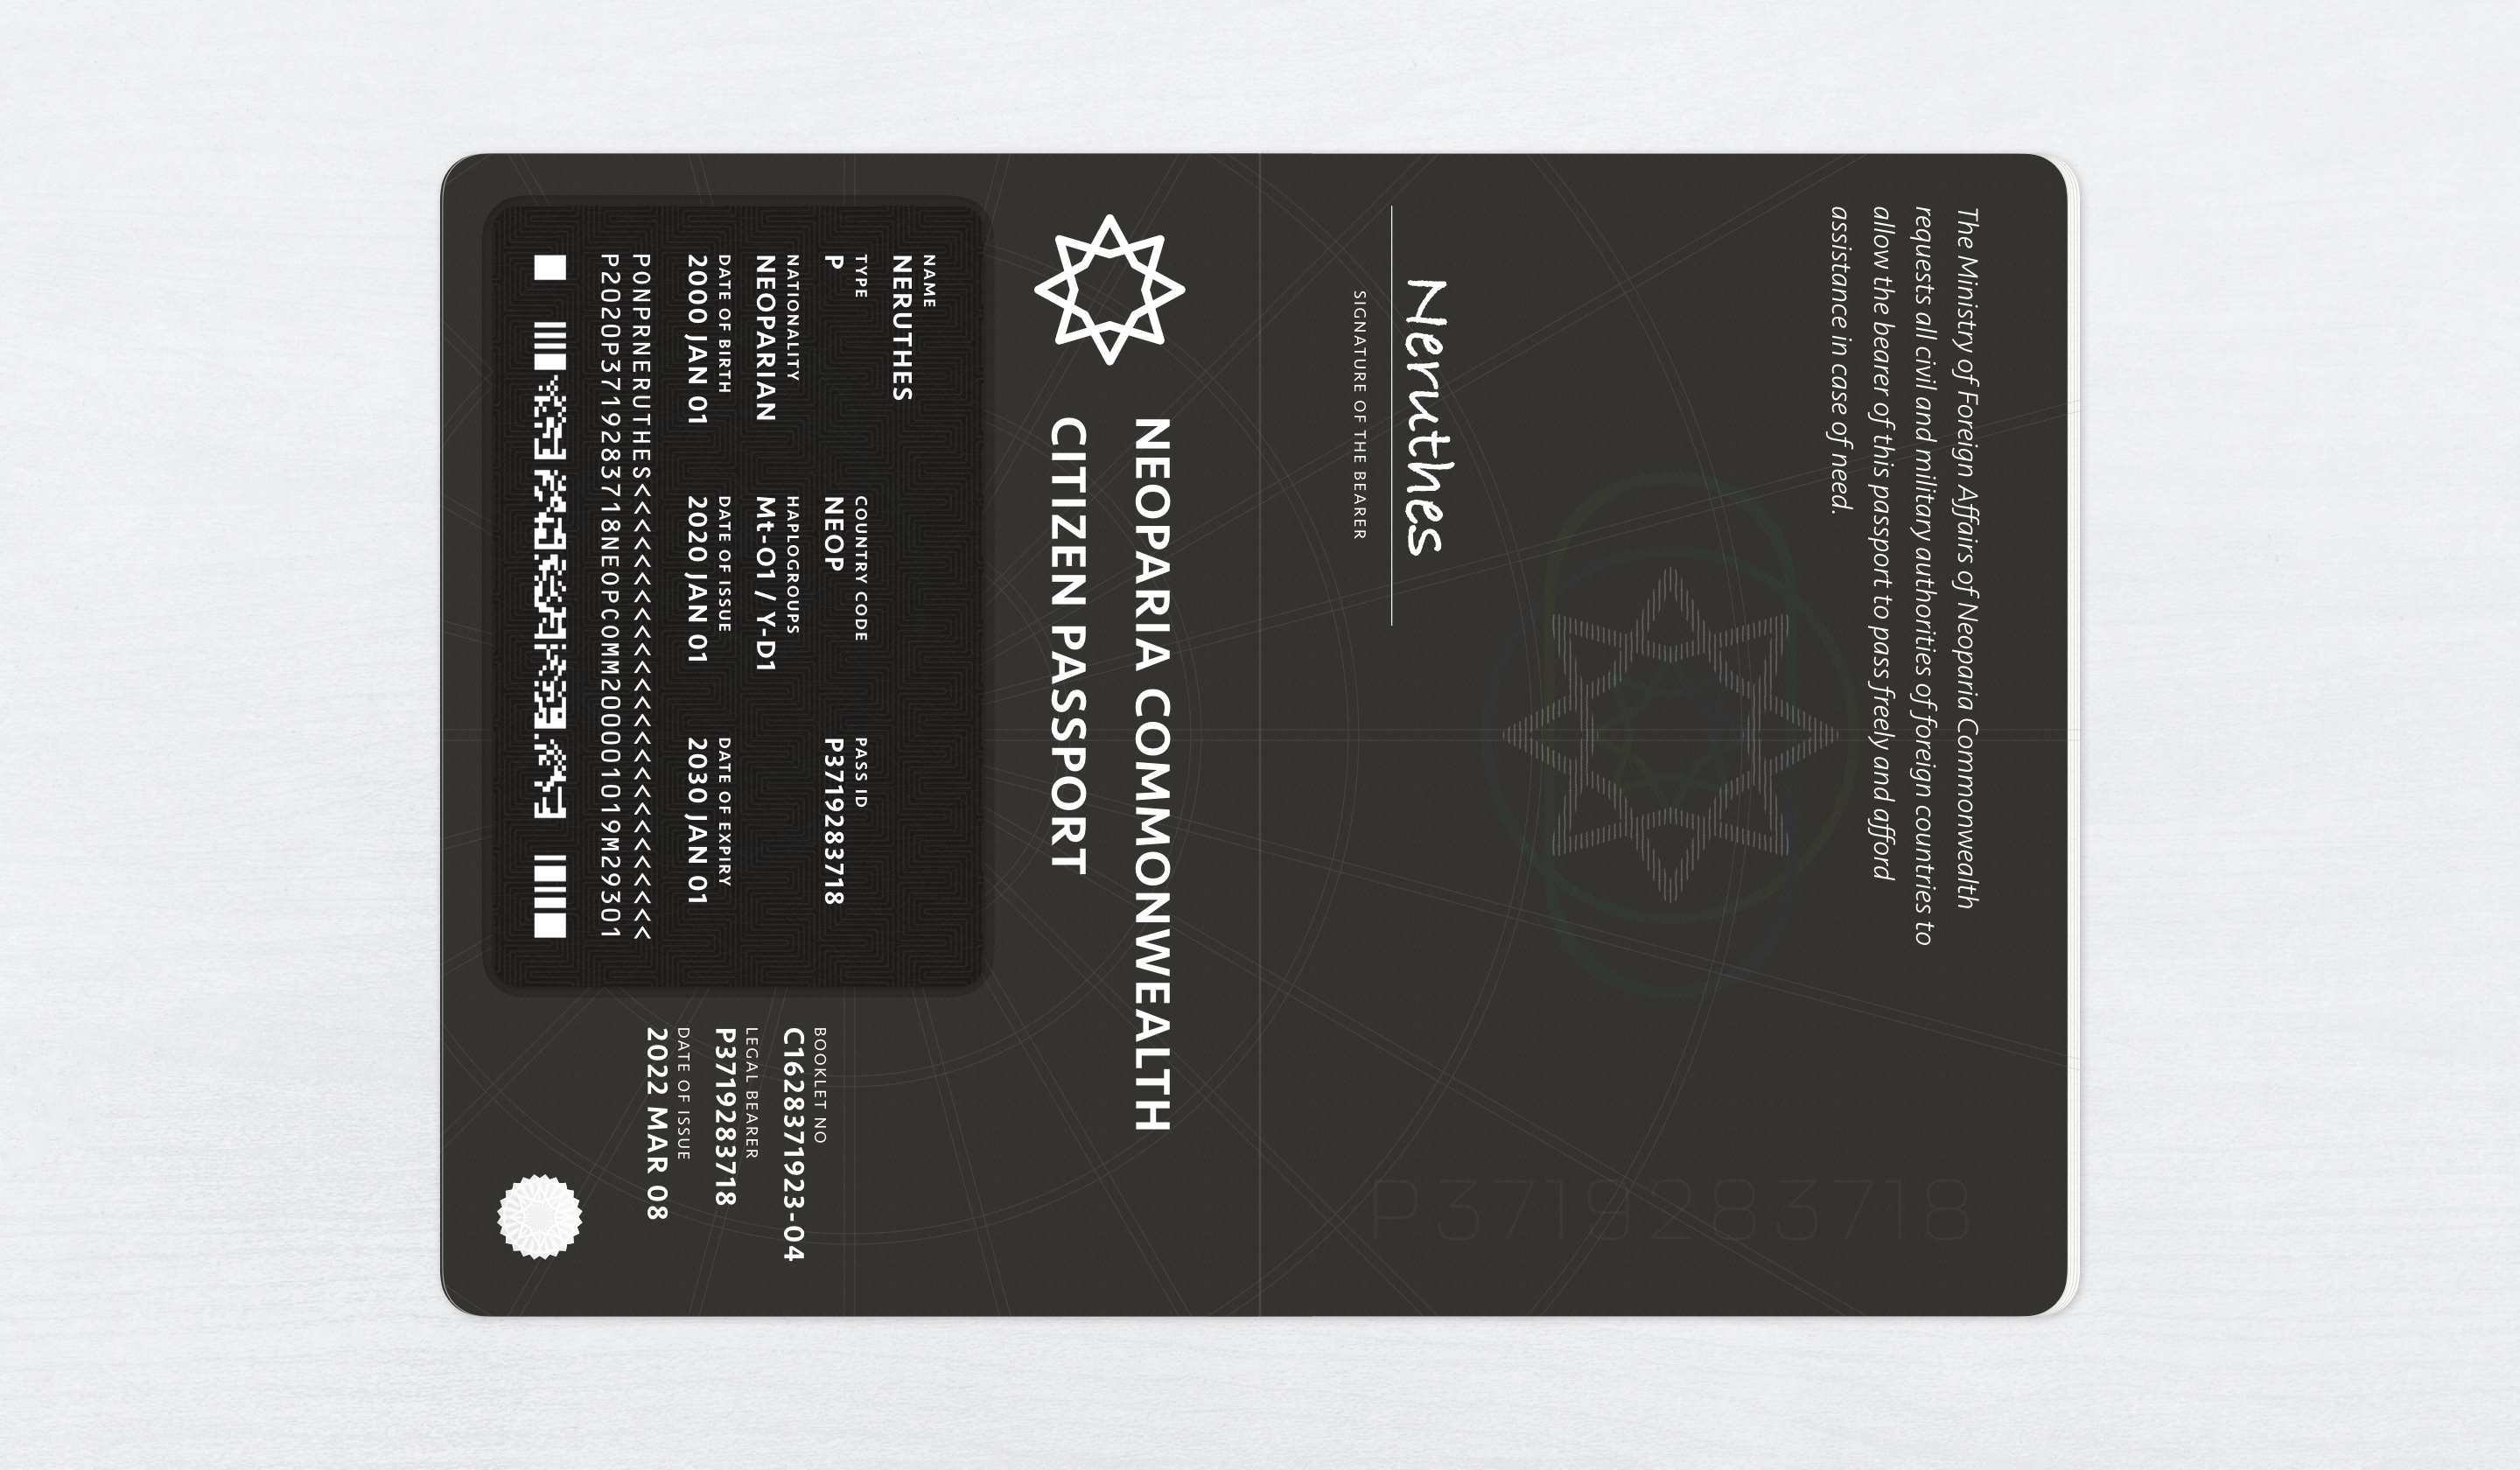 The Ministry of Foreign Affairs of Neoparia Commonwealth
requests all civil and military authorities of foreign countries to
allow the bearer of this passport to pass freely and afford
assistance in case of need.
P3719283718
Neruthes
SIGNATURE OF THE BEARER
NEOPARIA COMMONWEALTH
CITIZEN PASSPORT
NAME
NERUTHES
TYPE COUNTRY CODE PASS ID
P NEOP P3719283718
NATIONALITY HAPLOGROUPS
NEOPARIAN Mt-O1 / Y-D1
DATE OF BIRTH DATE OF ISSUE DATE OF EXPIRY
2000 JAN 01 2020 JAN 01 2030 JAN 01
PONPRNERUTHES<<<<<<<<<<<<<<<<<<<<<<<<<<
P2020P3719283718NEOPCOMM200001019M29301
BOOKLET NO
C1628371923-04
LEGAL BEARER
P3719283718
DATE OF ISSUE
2022 MAR 08